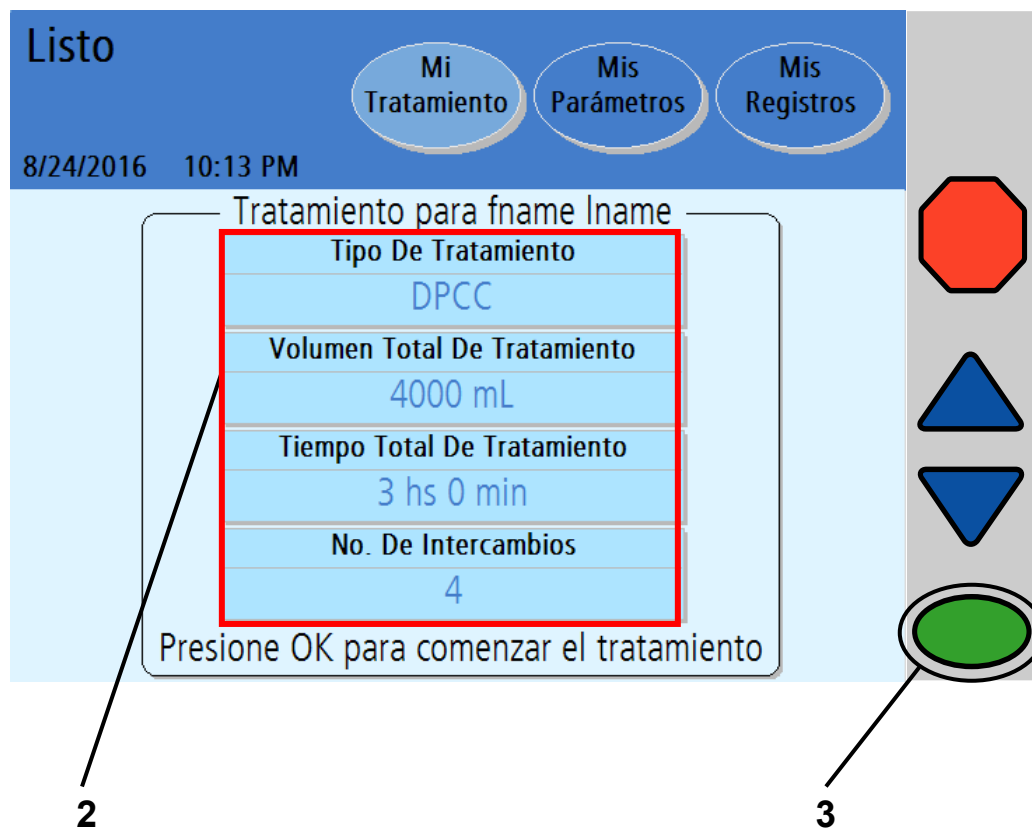 Listo
Mi
Tratamiento
Mis
Parámetros
Mis
Registros
8/24/2016 10:13 PM
Tratamiento para fname lname
Tipo De Tratamiento
DPCC
Volumen Total De Tratamiento
4000 mL
Tiempo Total De Tratamiento
3 hs 0 min
No. De Intercambios
4
Presione OK para comenzar el tratamiento
2
3